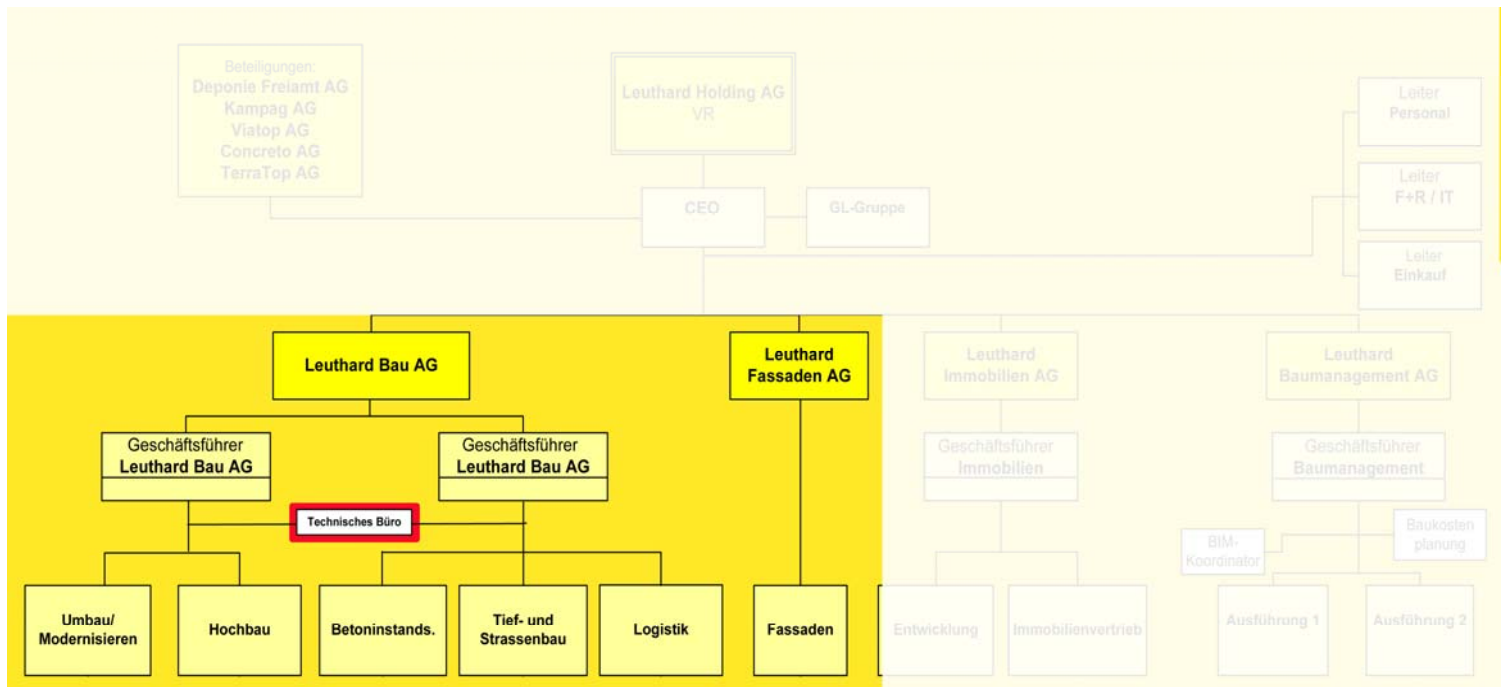 Beteiligungen:
Deponie Freiamt AG
Kampag AG
Viatop AG
Concreto AG
TerraTop AG
Leuthard Holding AG
VR
Leiter
Personal
Leiter
F+R / IT
Leiter
Einkauf
CEO
GL-Gruppe
Leuthard Bau AG
Leuthard
Fassaden AG
Leuthard
Immobilien AG
Leuthard
Baumanagement AG
Geschäftsführer
Leuthard Bau AG
Geschäftsführer
Leuthard Bau AG
Geschäftsführer
Immobilien
Geschäftsführer
Baumanagement
Technisches Büro
BIM-
Koordinator
Baukosten
planung
Umbau/
Modernisieren
Hochbau
Betoninstands.
Tief- und
Strassenbau
Logistik
Fassaden
Entwicklung
Immobilienvertrieb
Ausführung 1
Ausführung 2